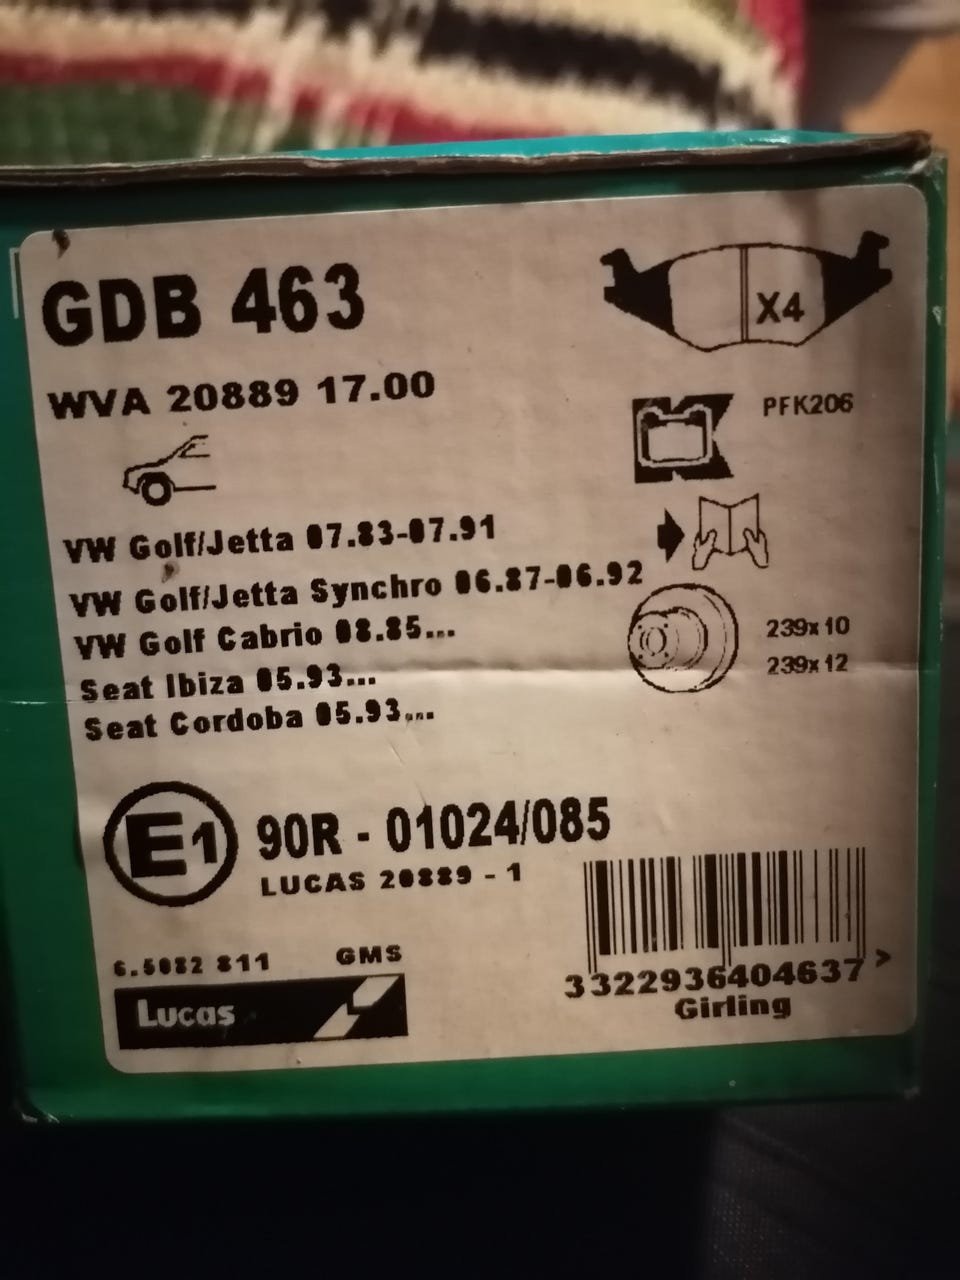 GDB 463
X4
WVA 20889 17.00
PFK206
VW Golf/Jetta 07.83-07.91
VW Golf/Jetta Synchro 06.87-06.92
VW Golf Cabrio 08.85...
239x10
Seat Ibiza 05.93...
239x12
Seat Cordoba 05.93...
E1
90R - 01024/085
LUCAS 20889 - 1
6.5082 811 GMS
Lucas
3322936404637 >
Girling